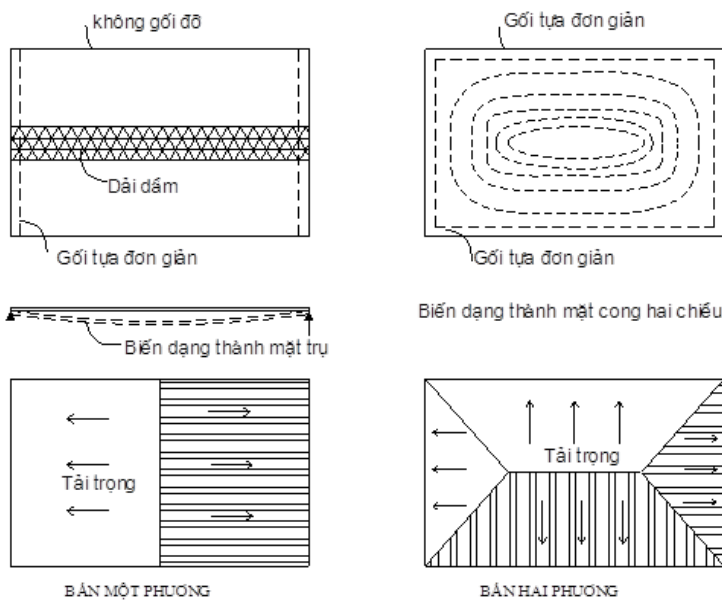 không gối đỡ
Gối tựa đơn giản
Dải dầm
Gối tựa đơn giản
Gối tựa đơn giản
Biến dạng thành mặt cong hai chiều
Biến dạng thành mặt trụ
Tải trọng
Tải trọng
BẢN MỘT PHƯƠNG
BẢN HAI PHƯƠNG